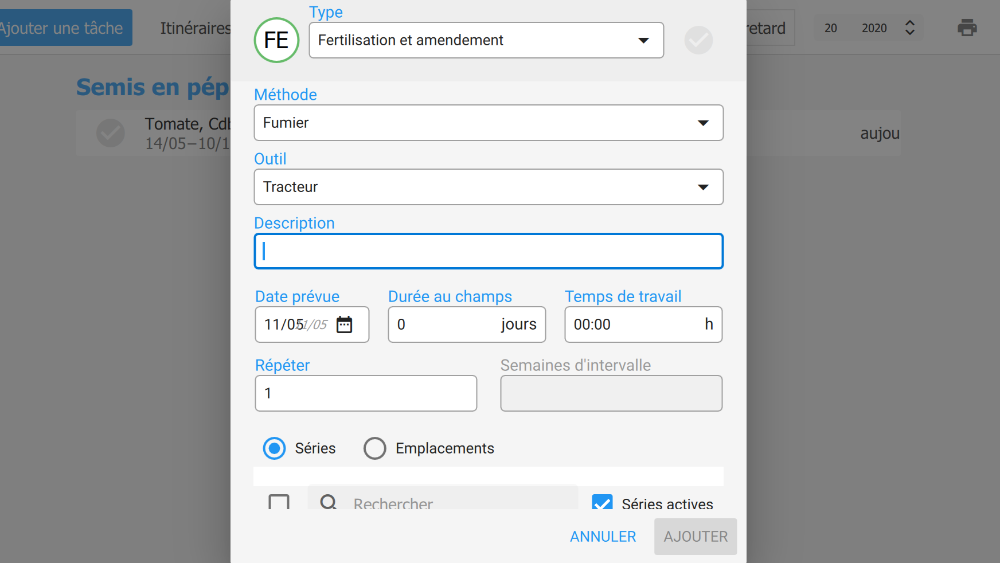 Ajouter une tâche
Itinéraires
retard
20
2020
Semis en pép
Tomate, Cdb
14/05–10/1
aujou
FE
Type
Fertilisation et amendement
Méthode
Fumier
Outil
Tracteur
Description
Date prévue
Durée au champs
Temps de travail
11/05
11/05
0
jours
00:00
h
Répéter
Semaines d'intervalle
1
Séries
Emplacements
Rechercher
Séries actives
ANNULER
AJOUTER